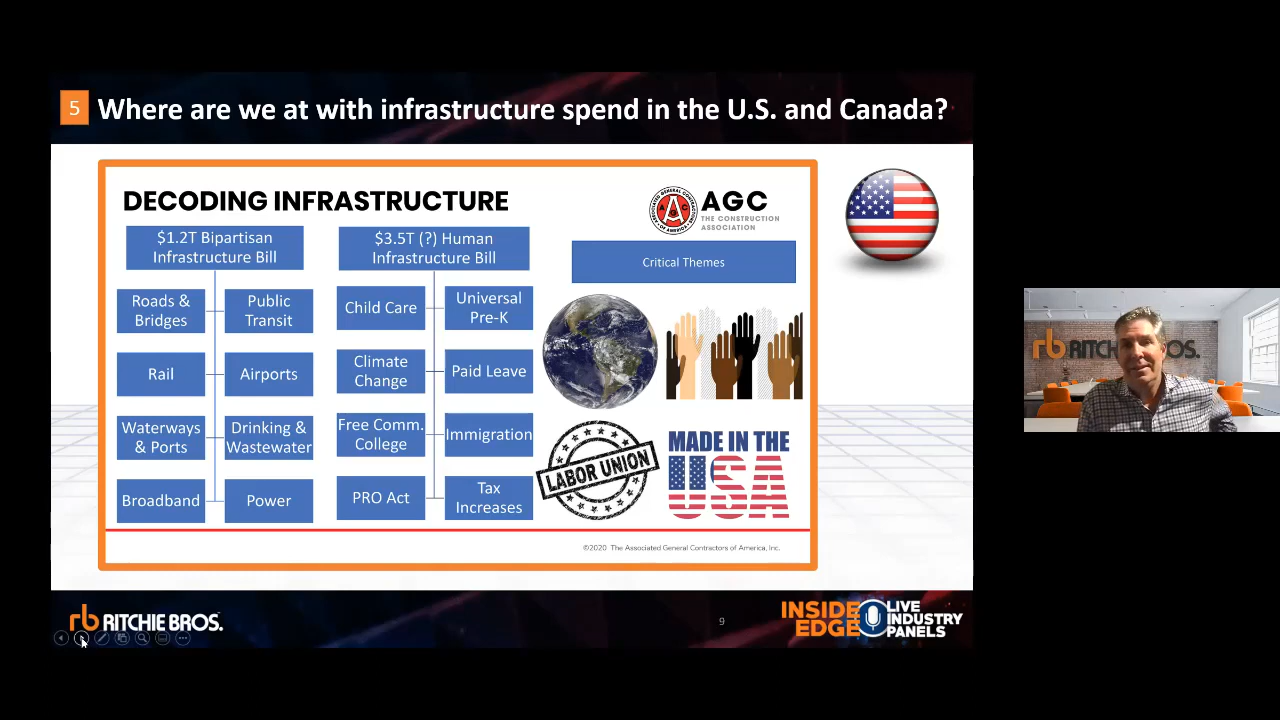 5 Where are we at with infrastructure spend in the U.S. and Canada?
DECODING INFRASTRUCTURE
AGC
THE CONSTRUCTION
ASSOCIATION
$1.2T Bipartisan
Infrastructure Bill
Roads &
Bridges
Public
Transit
Rail
Airports
Waterways
& Ports
Drinking &
Wastewater
Broadband
Power
$3.5T (?) Human
Infrastructure Bill
Child Care
Universal
Pre-K
Climate
Change
Paid Leave
Free Comm.
College
Immigration
PRO Act
Tax
Increases
Critical Themes
LABOR UNION
MADE IN THE
USA
©2020 The Associated General Contractors of America, Inc.
rb RITCHIE BROS.
9
INSIDE
EDGE
LIVE
INDUSTRY
PANELS
rb RITCHIE BROS.